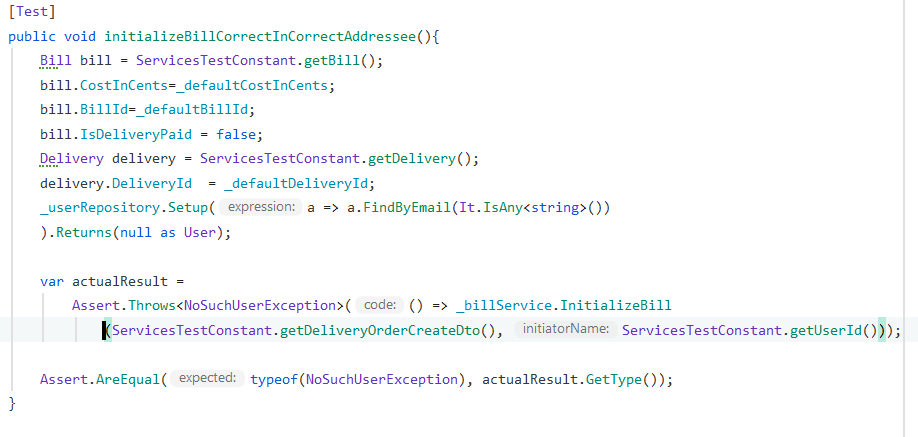 [Test]
public void initializeBillCorrectInCorrectAddressee(){
Bill bill = ServicesTestConstant.getBill();
bill.CostInCents=_defaultCostInCents;
bill.BillId=_defaultBillId;
bill.IsDeliveryPaid = false;
Delivery delivery = ServicesTestConstant.getDelivery();
delivery.DeliveryId  = _defaultDeliveryId;
_userRepository.Setup( expression: a => a.FindByEmail(It.IsAny<string>())
).Returns(null as User);
var actualResult =
Assert.Throws<NoSuchUserException>( code: () => _billService.InitializeBill
(ServicesTestConstant.getDeliveryOrderCreateDto(), initiatorName: ServicesTestConstant.getUserId()));
Assert.AreEqual( expected: typeof(NoSuchUserException), actualResult.GetType());
}